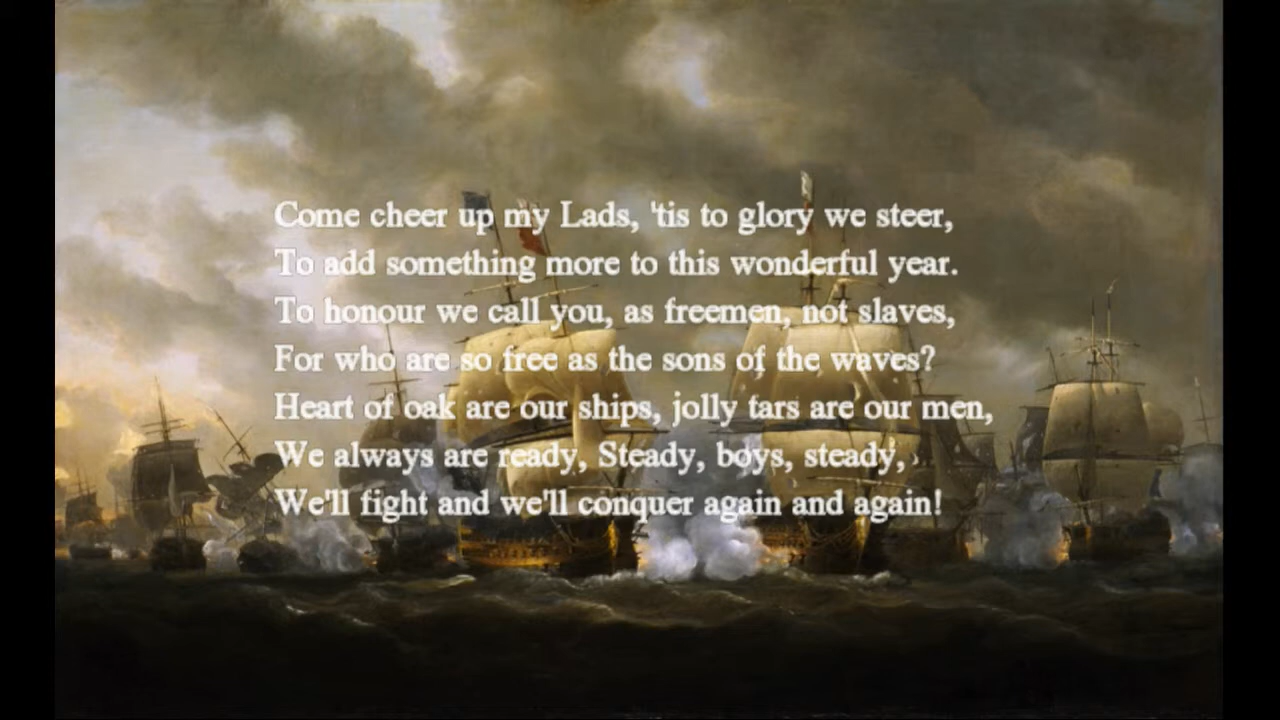 Come cheer up my Lads, 'tis to glory we steer,
To add something more to this wonderful year.
To honour we call you, as freemen, not slaves,
For who are so free as the sons of the waves?
Heart of oak are our ships, jolly tars are our men,
We always are ready, Steady, boys, steady,
We'll fight and we'll conquer again and again!